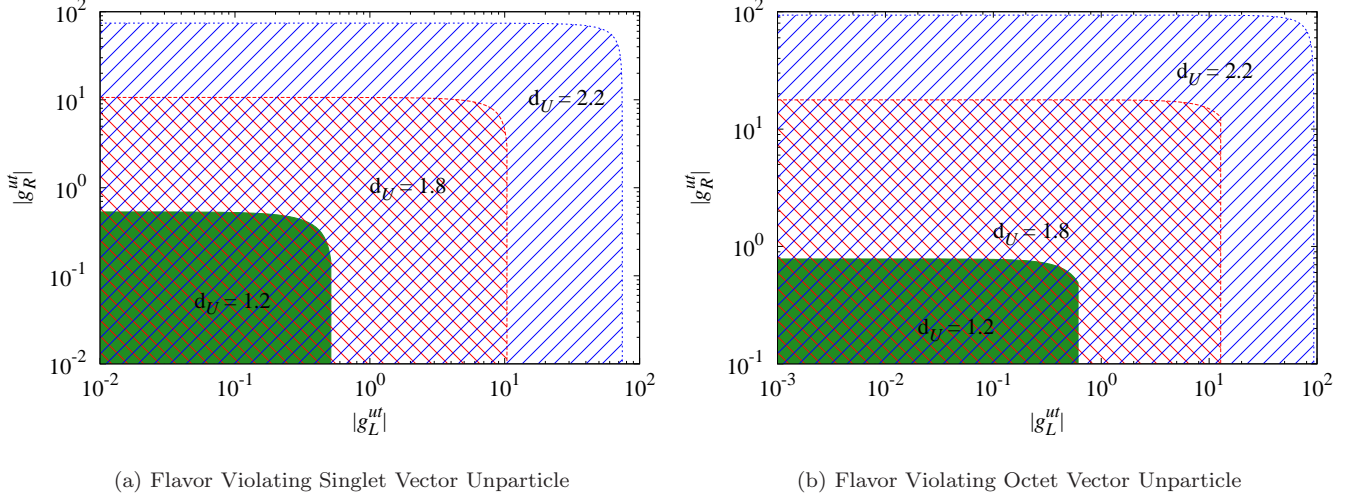 10^2
10^1
10^0
10^-1
10^-2
|g_R^{ut}|
d_U = 2.2
d_U = 1.8
d_U = 1.2
10^-2 10^-1 10^0 10^1 10^2
|g_L^{ut}|
(a) Flavor Violating Singlet Vector Unparticle
10^2
10^1
10^0
10^-1
|g_R^{ut}|
d_U = 2.2
d_U = 1.8
d_U = 1.2
10^-3 10^-2 10^-1 10^0 10^1 10^2
|g_L^{ut}|
(b) Flavor Violating Octet Vector Unparticle